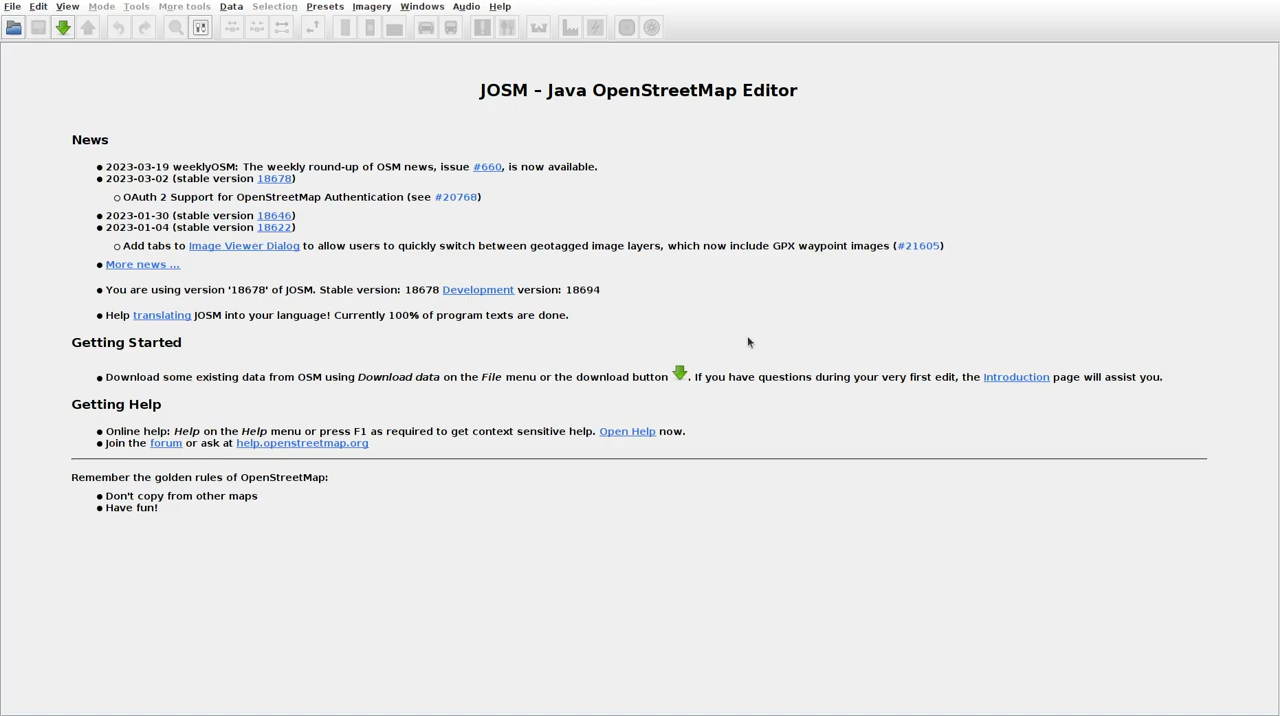 File Edit View Mode Tools More tools Data Selection Presets Imagery Windows Audio Help
JOSM – Java OpenStreetMap Editor
News
2023-03-19 weeklyOSM: The weekly round-up of OSM news, issue #660, is now available.
2023-03-02 (stable version 18678)
OAuth 2 Support for OpenStreetMap Authentication (see #20768)
2023-01-30 (stable version 18646)
2023-01-04 (stable version 18622)
Add tabs to Image Viewer Dialog to allow users to quickly switch between geotagged image layers, which now include GPX waypoint images (#21605)
More news ...
You are using version '18678' of JOSM. Stable version: 18678 Development version: 18694
Help translating JOSM into your language! Currently 100% of program texts are done.
Getting Started
Download some existing data from OSM using Download data on the File menu or the download button . If you have questions during your very first edit, the Introduction page will assist you.
Getting Help
Online help: Help on the Help menu or press F1 as required to get context sensitive help. Open Help now.
Join the forum or ask at help.openstreetmap.org
Remember the golden rules of OpenStreetMap:
Don't copy from other maps
Have fun!